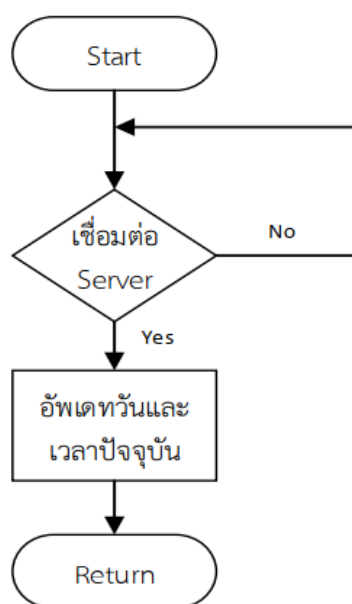 Start
เชื่อมต่อ
Server
No
Yes
อัพเดทวันและ
เวลาปัจจุบัน
Return